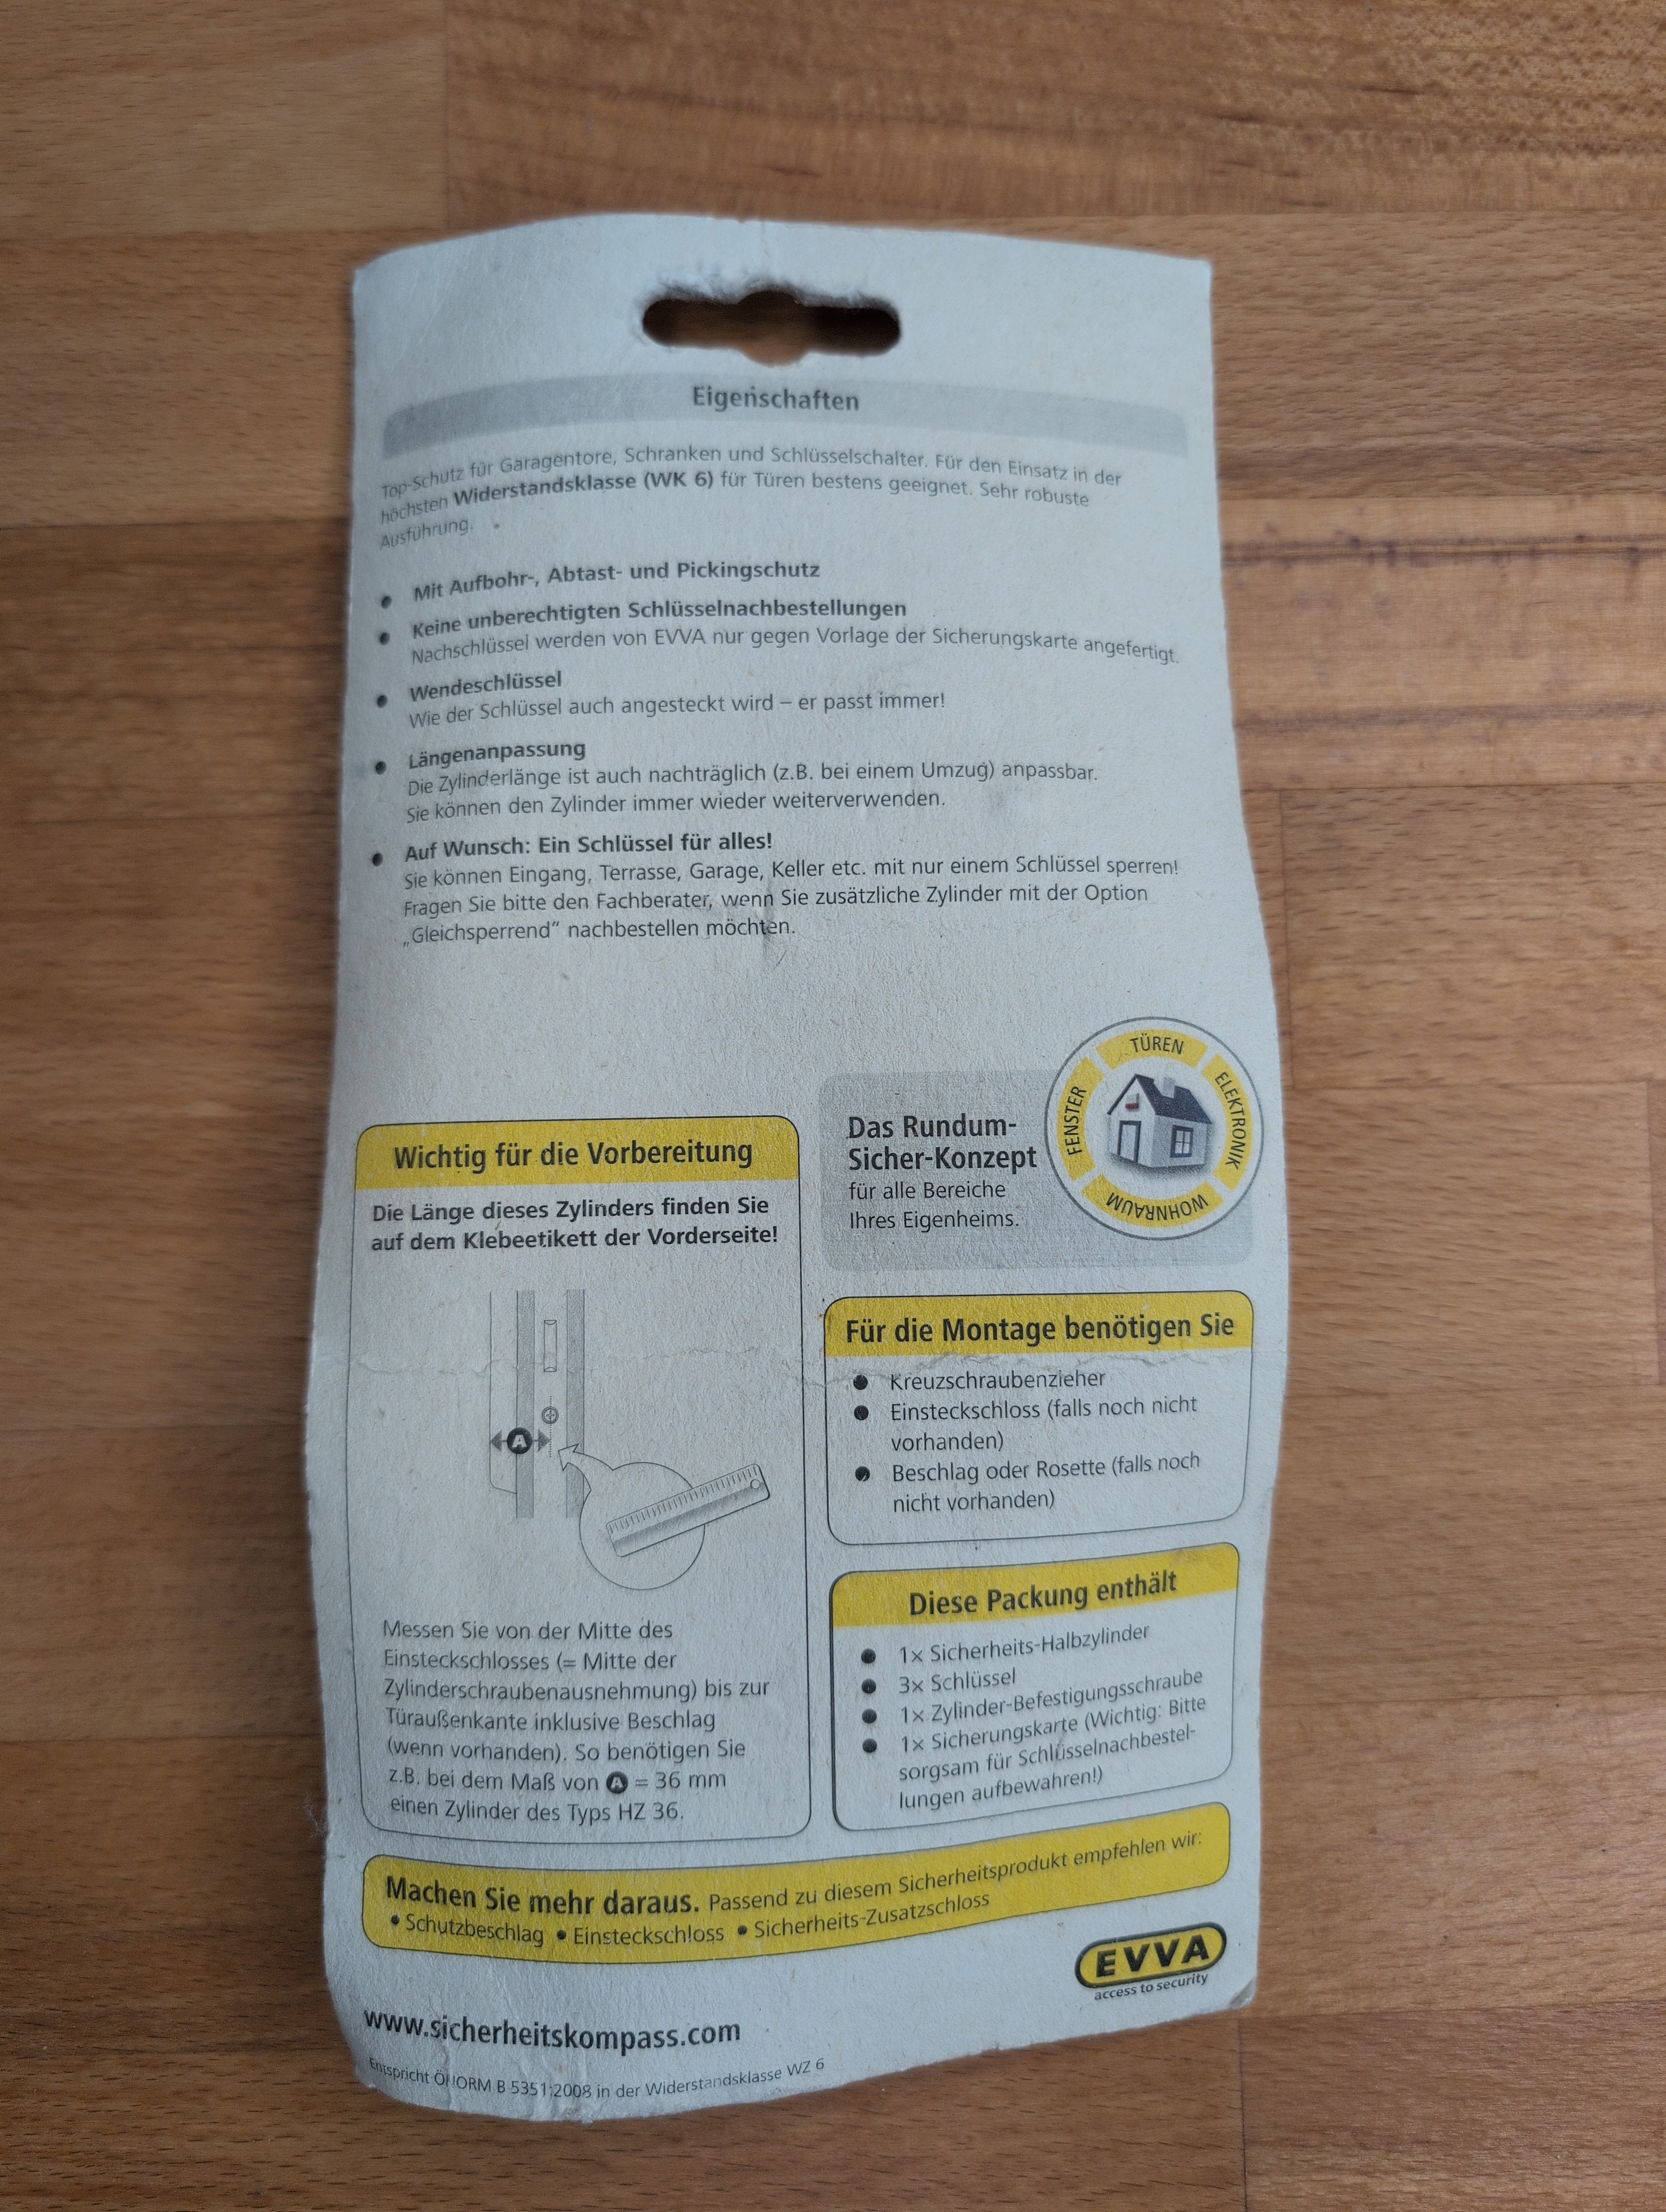 Eigenschaften
Top-Schutz für Garagentore, Schranken und Schlüsselschalter. Für den Einsatz in der
höchsten Widerstandsklasse (WK 6) für Türen bestens geeignet. Sehr robuste
Ausführung.
• Mit Aufbohr-, Abtast- und Pickingschutz
• Keine unberechtigten Schlüsselnachbestellungen
Nachschlüssel werden von EVVA nur gegen Vorlage der Sicherungskarte angefertigt.
• Wendeschlüssel
Wie der Schlüssel auch angesteckt wird – er passt immer!
• Längenanpassung
Die Zylinderlänge ist auch nachträglich (z.B. bei einem Umzug) anpassbar.
Sie können den Zylinder immer wieder weiterverwenden.
• Auf Wunsch: Ein Schlüssel für alles!
Sie können Eingang, Terrasse, Garage, Keller etc. mit nur einem Schlüssel sperren!
Fragen Sie bitte den Fachberater, wenn Sie zusätzliche Zylinder mit der Option
„Gleichsperrend" nachbestellen möchten.
Wichtig für die Vorbereitung
Die Länge dieses Zylinders finden Sie
auf dem Klebeetikett der Vorderseite!
A
Messen Sie von der Mitte des
Einsteckschlosses (= Mitte der
Zylinderschraubenausnehmung) bis zur
Türaußenkante inklusive Beschlag
(wenn vorhanden). So benötigen Sie
z.B. bei dem Maß von A = 36 mm
einen Zylinder des Typs HZ 36.
Das Rundum-
Sicher-Konzept
für alle Bereiche
Ihres Eigenheims.
TÜREN
ELEKTRONIK
WOHNRAUM
FENSTER
Für die Montage benötigen Sie
• Kreuzschraubenzieher
• Einsteckschloss (falls noch nicht
vorhanden)
• Beschlag oder Rosette (falls noch
nicht vorhanden)
Diese Packung enthält
• 1x Sicherheits-Halbzylinder
• 3x Schlüssel
• 1x Zylinder-Befestigungsschraube
• 1x Sicherungskarte (Wichtig: Bitte
sorgsam für Schlüsselnachbestel-
lungen aufbewahren!)
Machen Sie mehr daraus. Passend zu diesem Sicherheitsprodukt empfehlen wir:
• Schutzbeschlag • Einsteckschloss • Sicherheits-Zusatzschloss
EVVA
access to security
www.sicherheitskompass.com
Entspricht ÖNORM B 5351:2008 in der Widerstandsklasse WZ 6